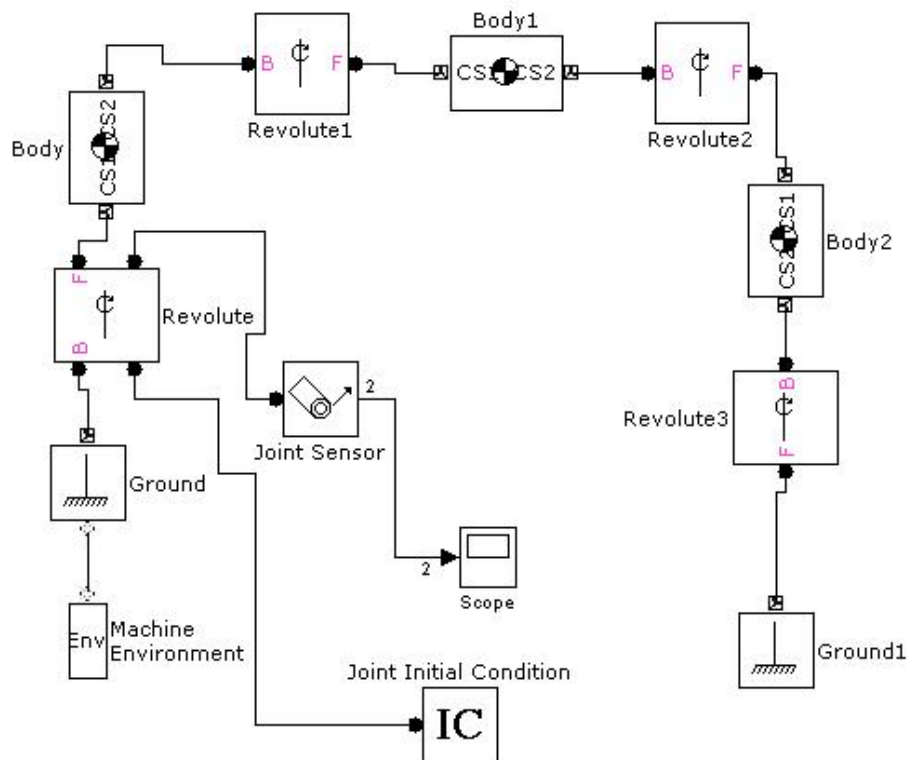 Body1
B
F
Revolute1
CS1
CS2
B
F
Revolute2
CS2
CS1
Body
CS1
CS2
Body2
F
B
Revolute
B
F
Revolute3
2
Joint Sensor
Ground
2
Scope
Env
Machine
Environment
Ground1
Joint Initial Condition
IC